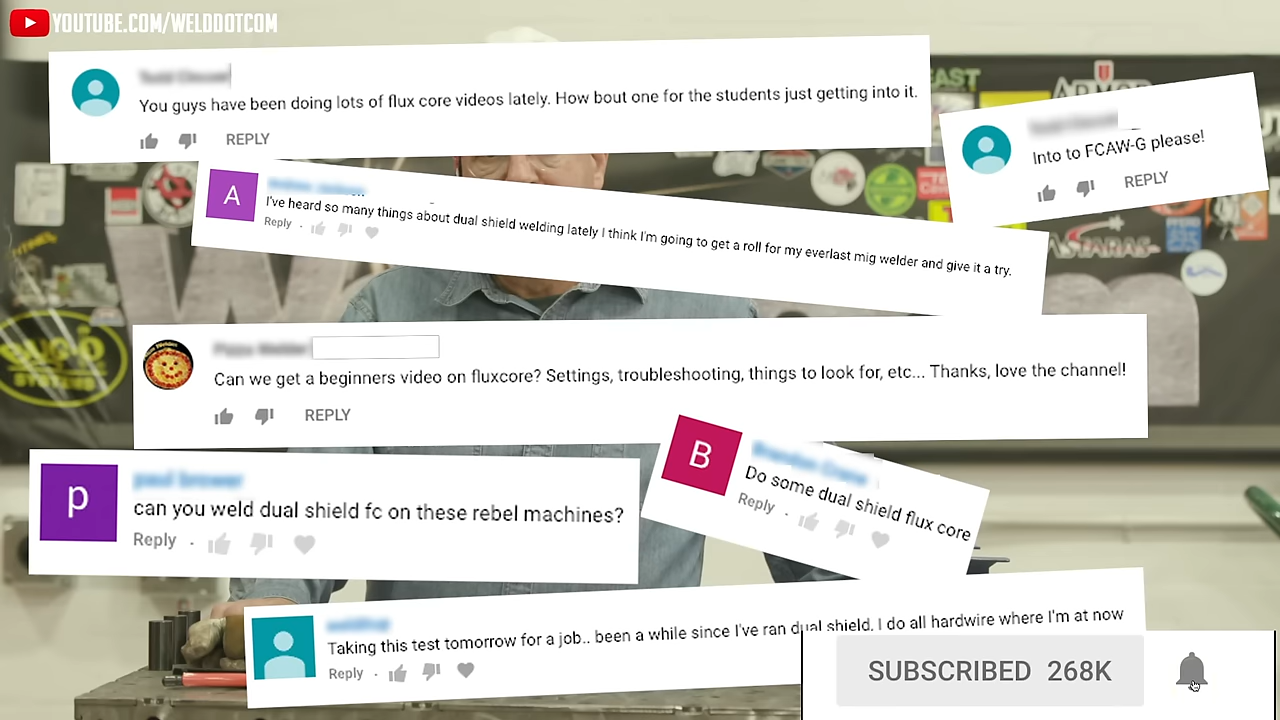 YOUTUBE.COM/WELDDOTCOM
You guys have been doing lots of flux core videos lately. How bout one for the students just getting into it.
REPLY
Into to FCAW-G please!
REPLY
A
I've heard so many things about dual shield welding lately I think I'm going to get a roll for my everlast mig welder and give it a try.
Reply
Can we get a beginners video on fluxcore? Settings, troubleshooting, things to look for, etc... Thanks, love the channel!
REPLY
p
can you weld dual shield fc on these rebel machines?
Reply
B
Do some dual shield flux core
Reply
Taking this test tomorrow for a job.. been a while since I've ran dual shield. I do all hardwire where I'm at now
Reply
SUBSCRIBED 268K